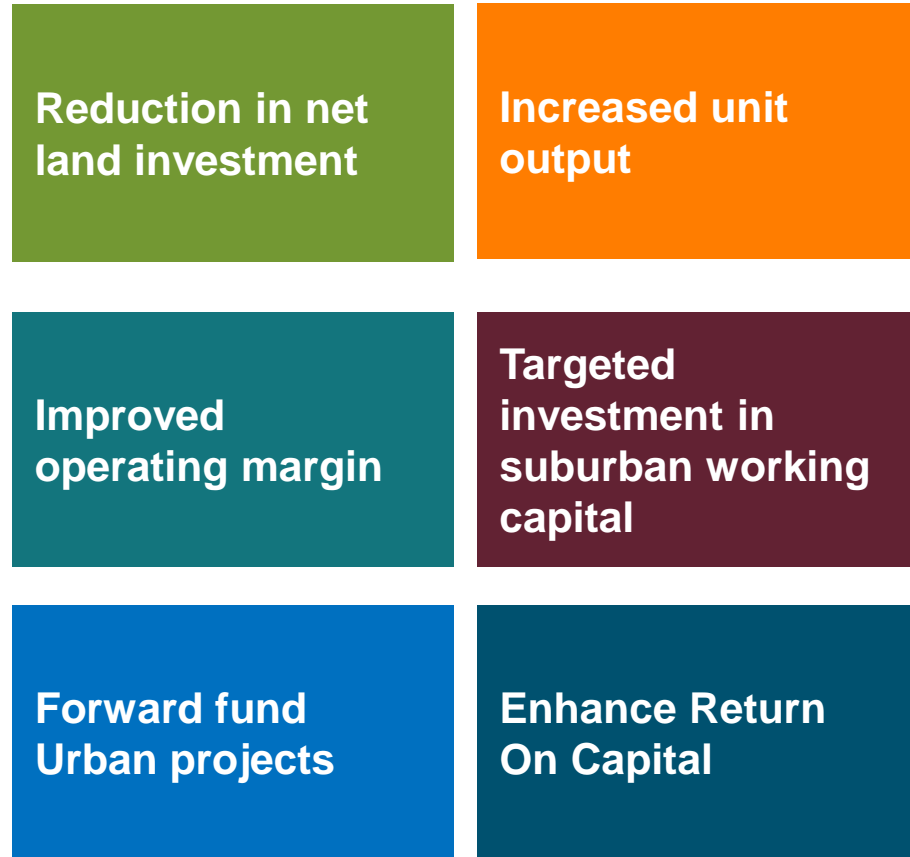 Reduction in net
land investment
Increased unit
output
Improved
operating margin
Targeted
investment in
suburban working
capital
Forward fund
Urban projects
Enhance Return
On Capital